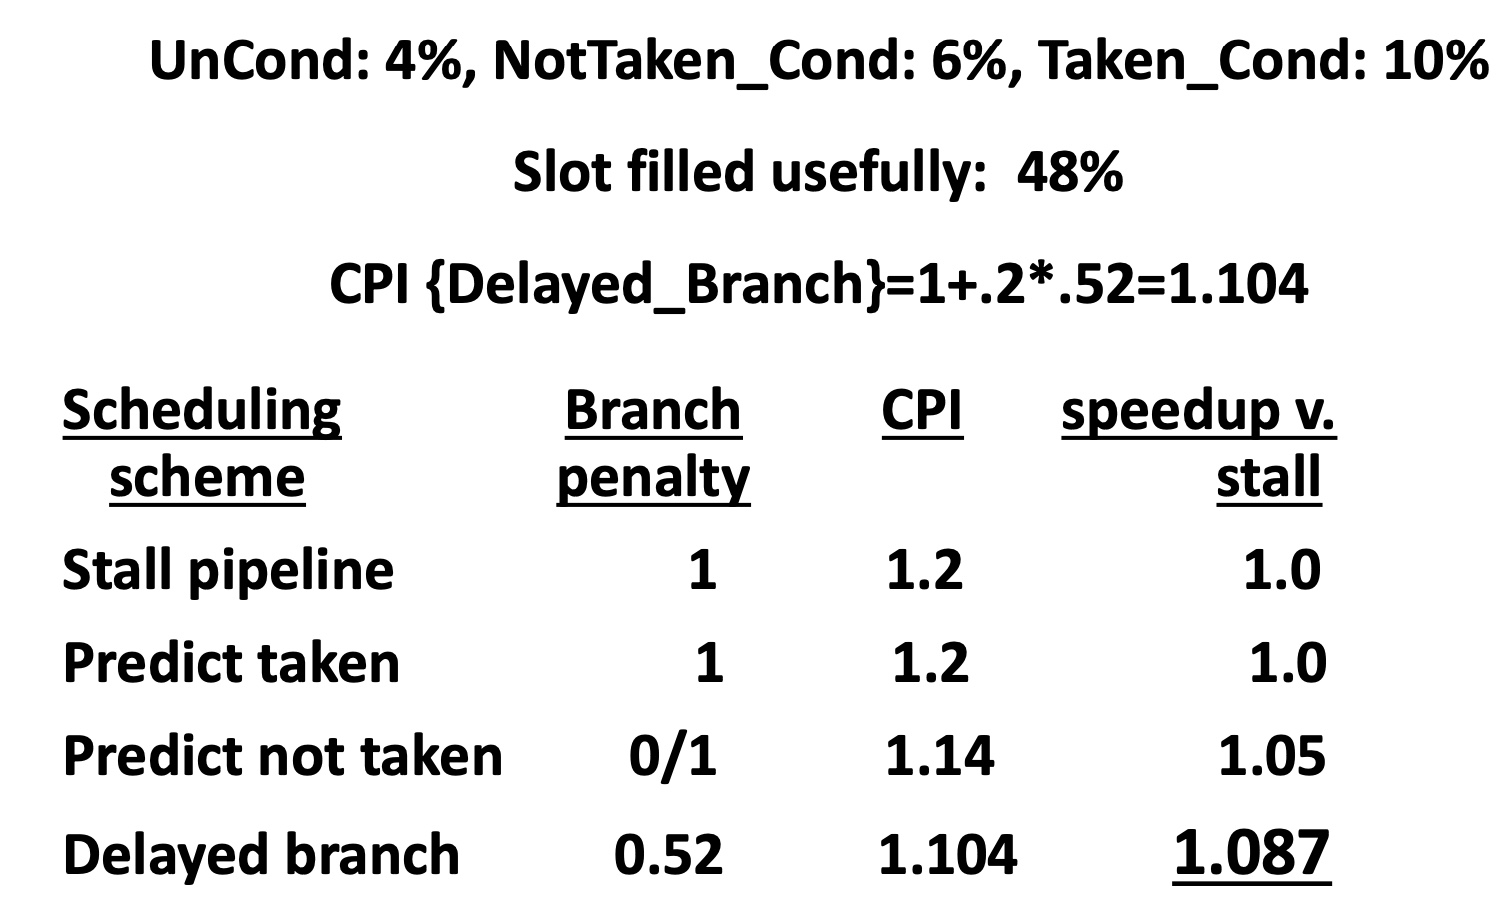 UnCond: 4%, NotTaken_Cond: 6%, Taken_Cond: 10%
Slot filled usefully: 48%
CPI {Delayed_Branch}=1+.2*.52=1.104
Scheduling Branch CPI speedup v.
scheme penalty stall
Stall pipeline 1 1.2 1.0
Predict taken 1 1.2 1.0
Predict not taken 0/1 1.14 1.05
Delayed branch 0.52 1.104 1.087